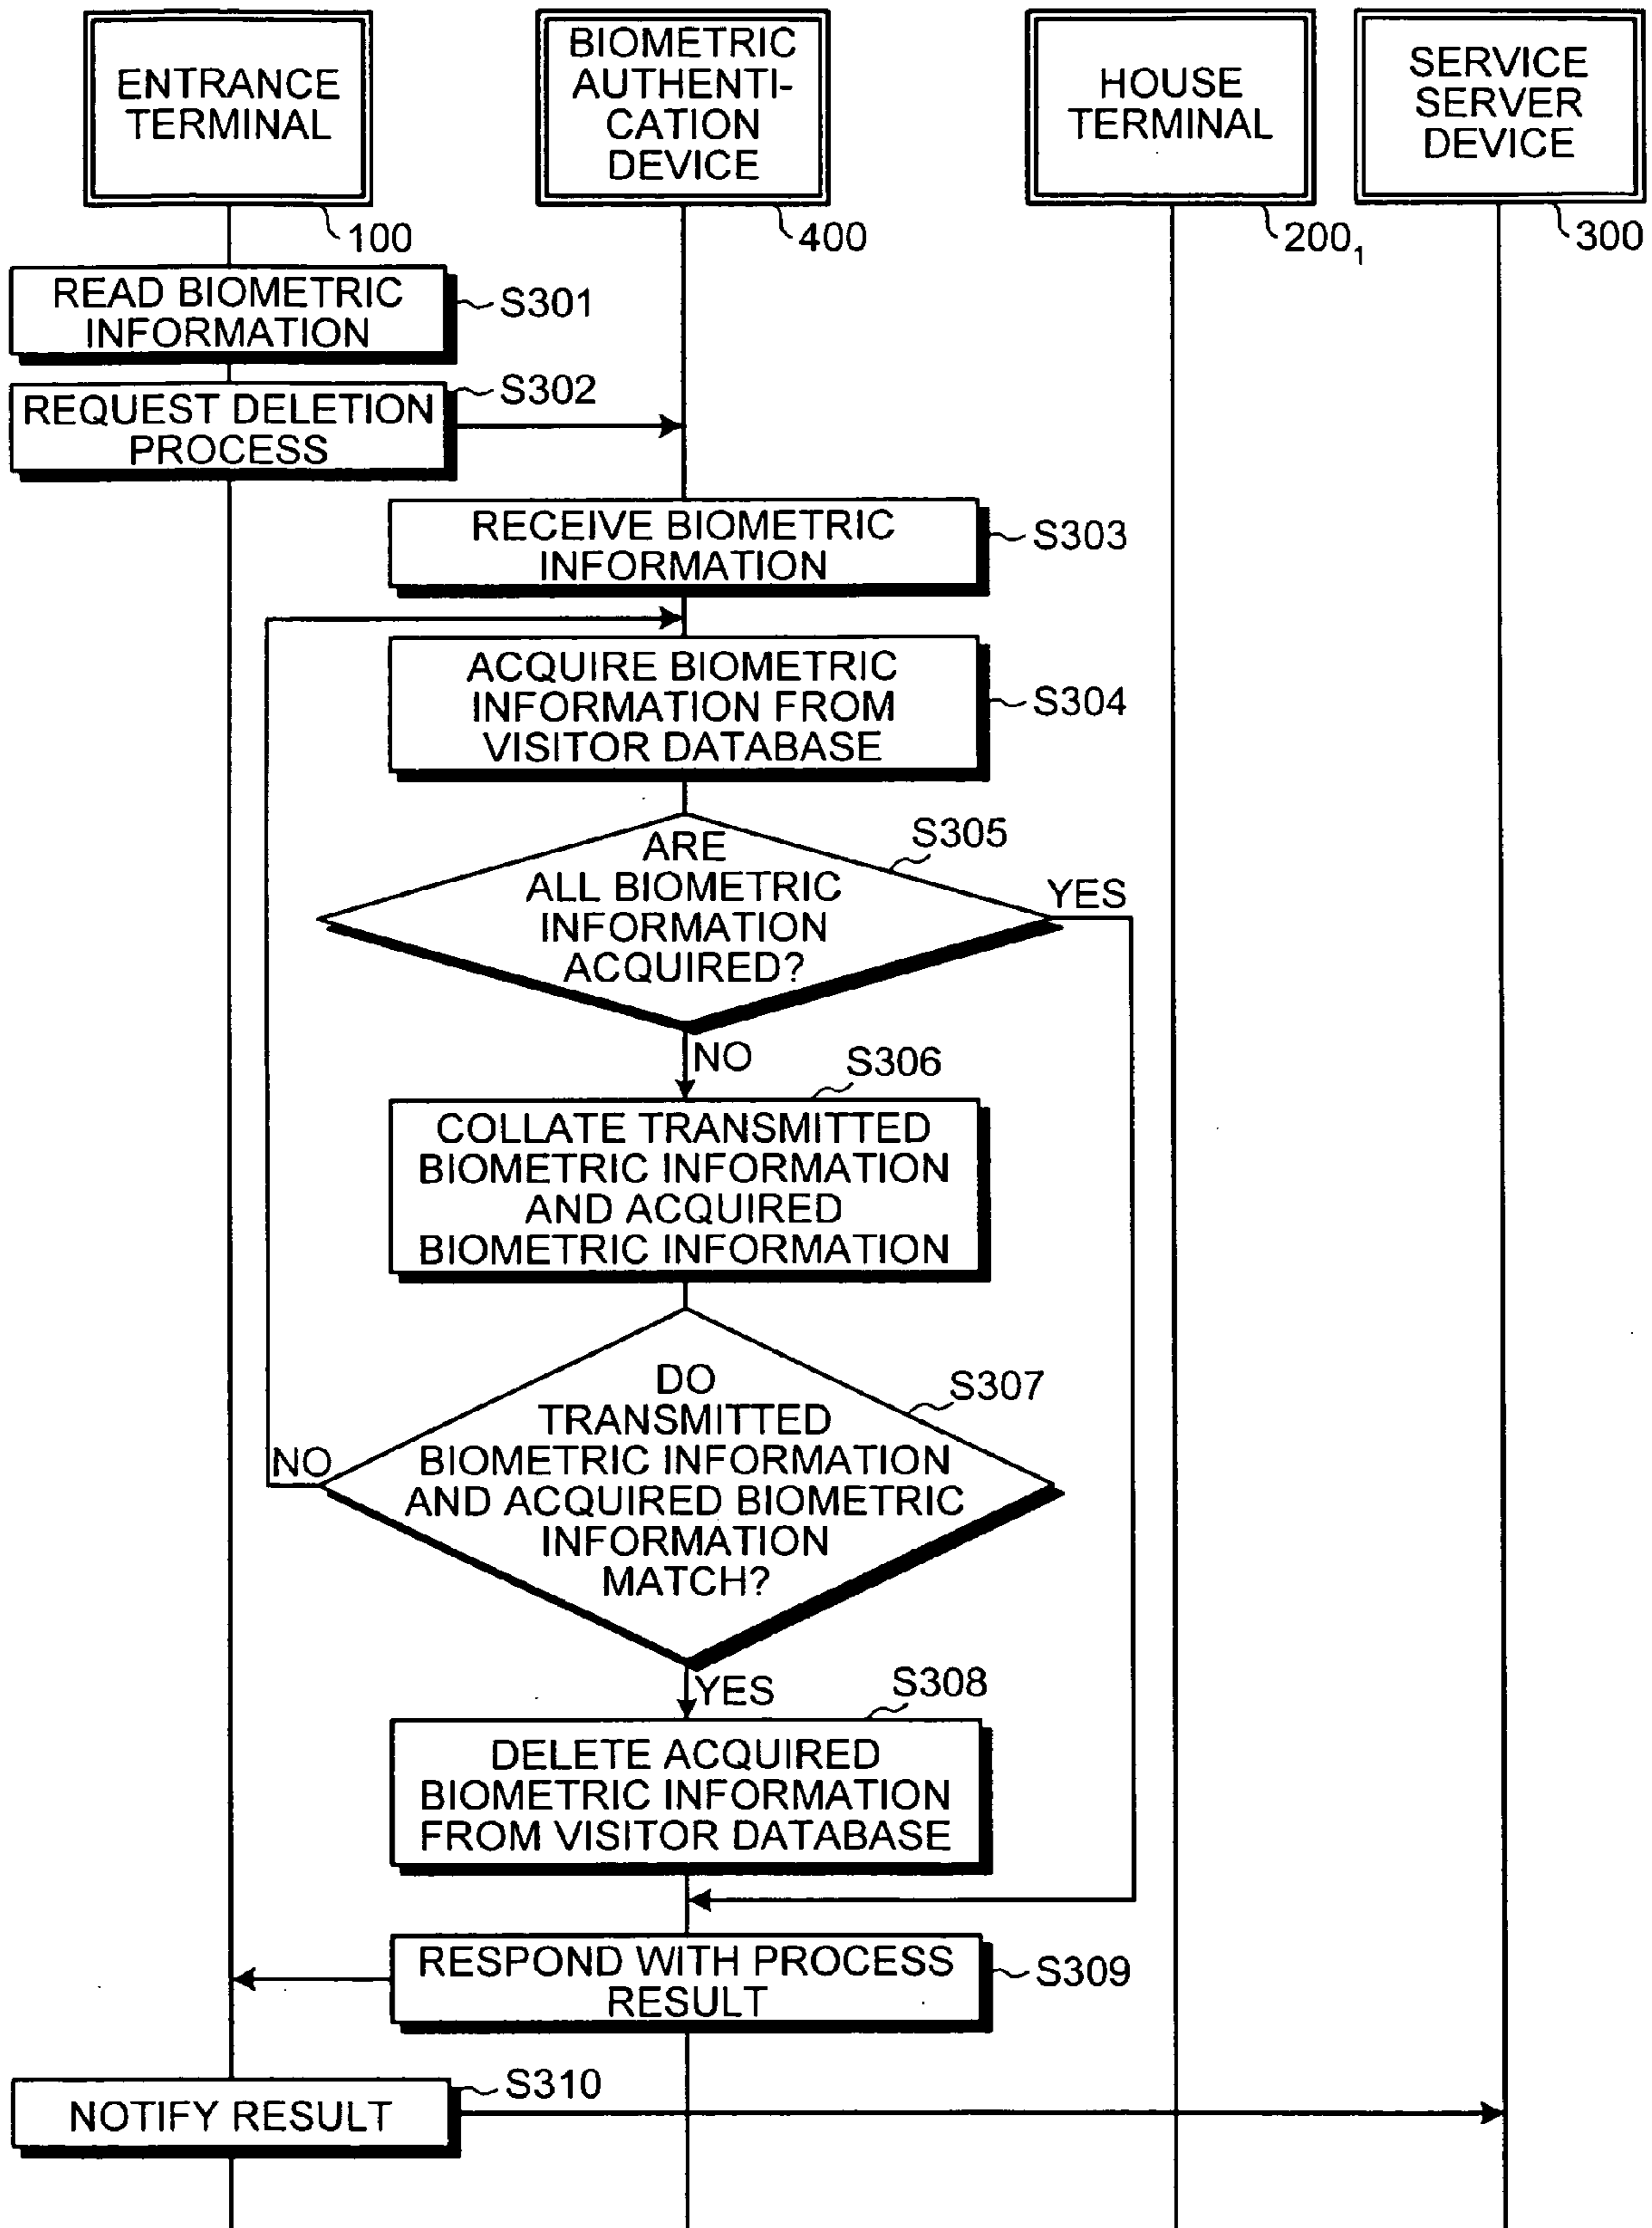 ENTRANCE
TERMINAL
100
BIOMETRIC
AUTHENTI-
CATION
DEVICE
400
HOUSE
TERMINAL
200₁
SERVICE
SERVER
DEVICE
300
READ BIOMETRIC
INFORMATION
S301
REQUEST DELETION
PROCESS
S302
RECEIVE BIOMETRIC
INFORMATION
S303
ACQUIRE BIOMETRIC
INFORMATION FROM
VISITOR DATABASE
S304
ARE
ALL BIOMETRIC
INFORMATION
ACQUIRED?
S305
YES
NO
COLLATE TRANSMITTED
BIOMETRIC INFORMATION
AND ACQUIRED
BIOMETRIC INFORMATION
S306
DO
TRANSMITTED
BIOMETRIC INFORMATION
AND ACQUIRED BIOMETRIC
INFORMATION
MATCH?
S307
NO
YES
DELETE ACQUIRED
BIOMETRIC INFORMATION
FROM VISITOR DATABASE
S308
RESPOND WITH PROCESS
RESULT
S309
NOTIFY RESULT
S310